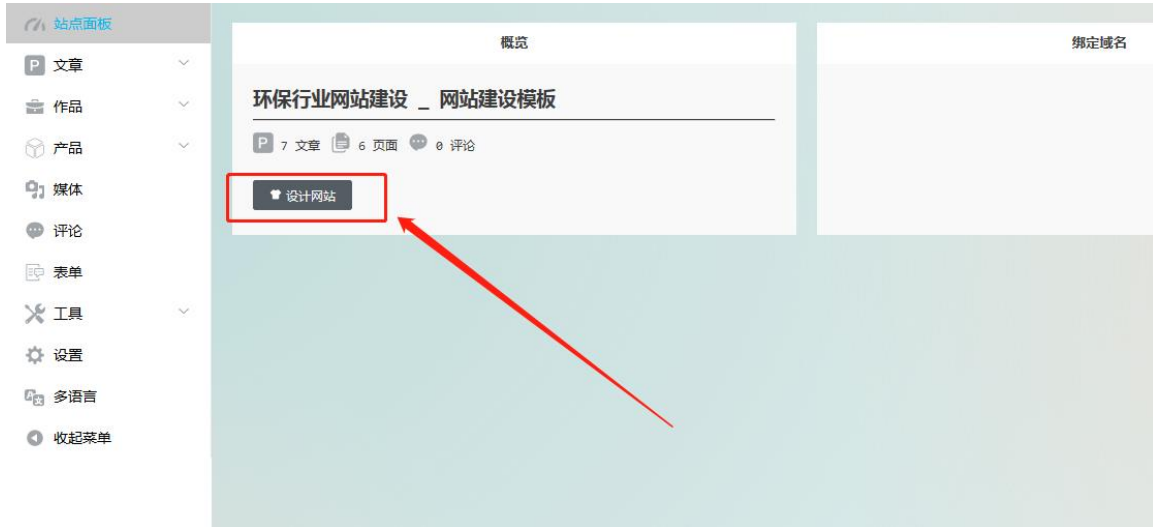 站点面板
P 文章
作品
产品
媒体
评论
表单
工具
设置
多语言
收起菜单
概览
环保行业网站建设 _ 网站建设模板
P 7 文章 6 页面 0 评论
设计网站
绑定域名